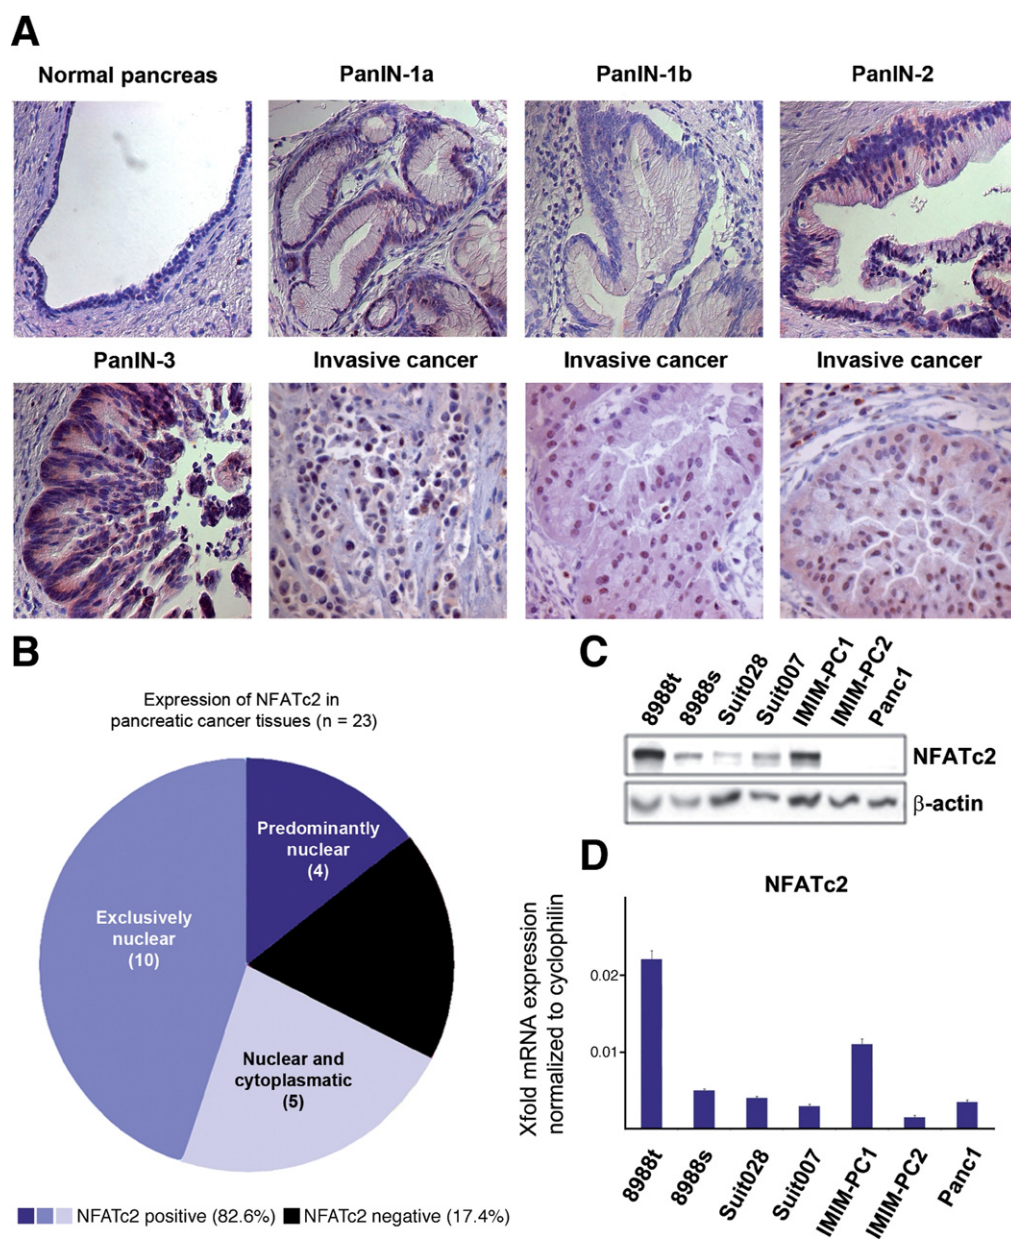 A
Normal pancreas
PanIN-1a
PanIN-1b
PanIN-2
PanIN-3
Invasive cancer
Invasive cancer
Invasive cancer
B
Expression of NFATc2 in
pancreatic cancer tissues (n = 23)
Predominantly
nuclear
(4)
Exclusively
nuclear
(10)
Nuclear and
cytoplasmatic
(5)
NFATc2 positive (82.6%)
NFATc2 negative (17.4%)
C
8988t
8988s
Suit028
Suit007
IMIM-PC1
IMIM-PC2
Panc1
NFATc2
β-actin
D
NFATc2
Xfold mRNA expression
normalized to cyclophilin
0.02
0.01
8988t
8988s
Suit028
Suit007
IMIM-PC1
IMIM-PC2
Panc1